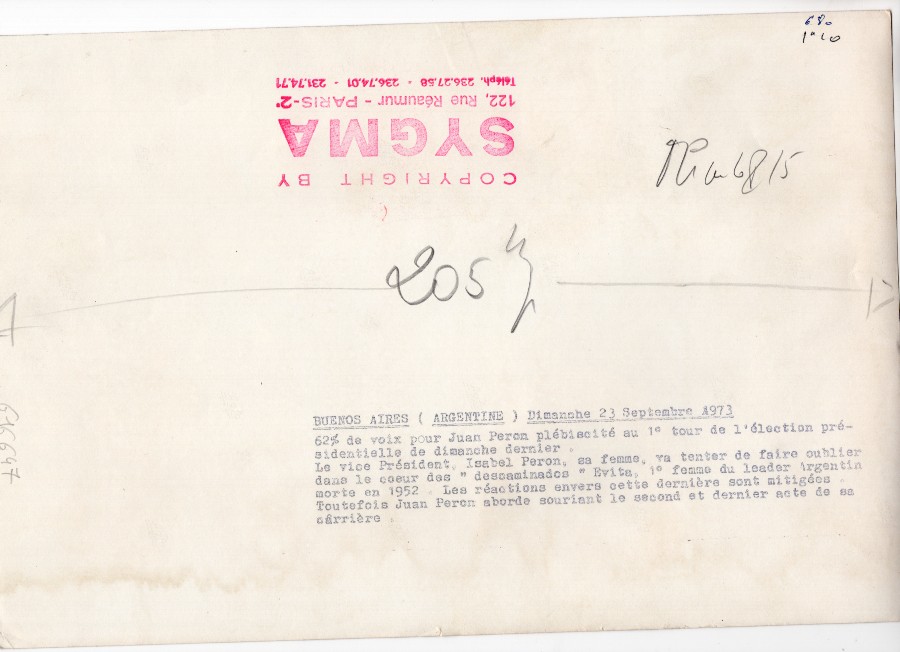 680
COPYRIGHT BY
SYGMA
122, Rue Réaumur - PARIS-2e
Téléph. 236.27.58 - 236.74.01 - 231.74.71
205
BUENOS AIRES ( ARGENTINE ) Dimanche 23 Septembre 1973
62% de voix pour Juan Peron plébiscité au 1° tour de l'élection pré-
sidentielle de dimanche dernier .
Le vice Président, Isabel Peron, sa femme, va tenter de faire oublier
dans le coeur des " descaminados " Evita, 1° femme du leader Argentin
morte en 1952 . Les réactions envers cette dernière sont mitigées .
Toutefois Juan Peron aborde souriant le second et dernier acte de sa
cârrière .